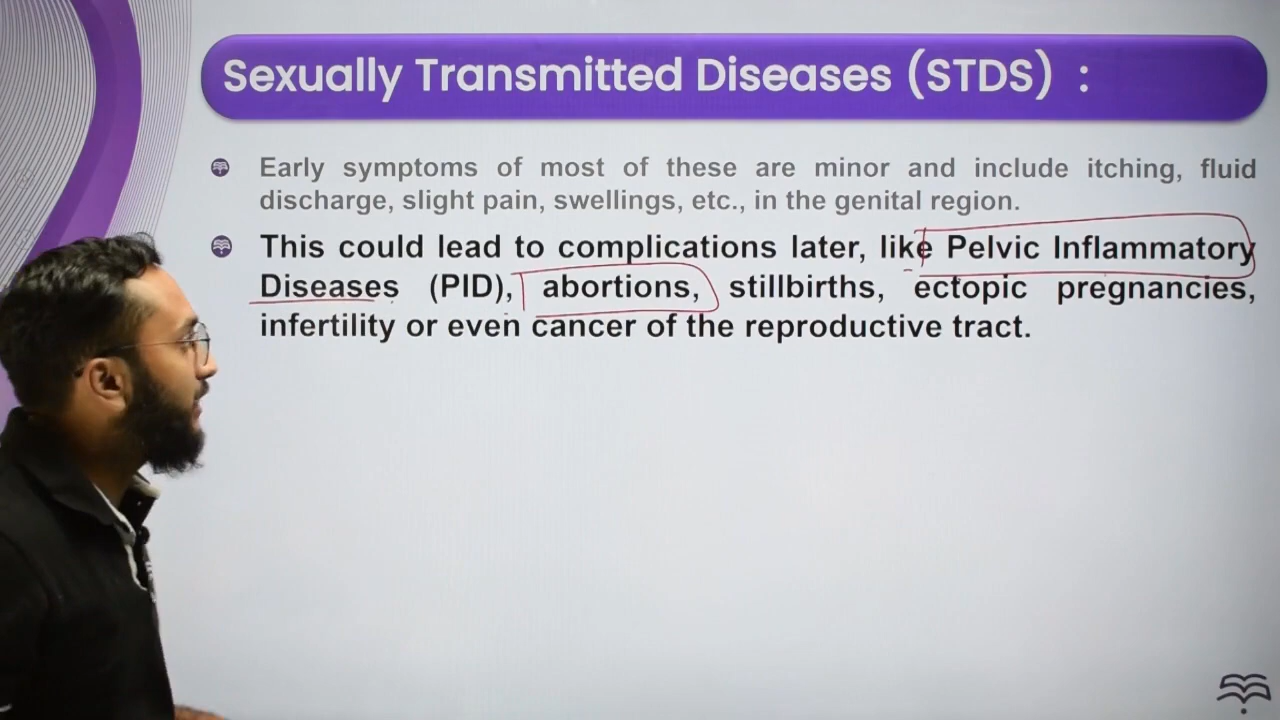 Sexually Transmitted Diseases (STDS) :
Early symptoms of most of these are minor and include itching, fluid
discharge, slight pain, swellings, etc., in the genital region.
This could lead to complications later, like Pelvic Inflammatory
Diseases (PID), abortions, stillbirths, ectopic pregnancies,
infertility or even cancer of the reproductive tract.